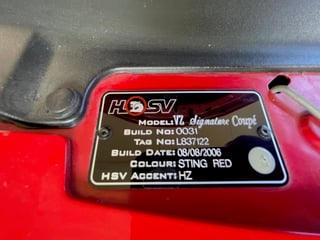 HSV
MODEL: VZ Signature Coupé
BUILD NO: 0031
TAG NO: L837122
BUILD DATE: 08/08/2006
COLOUR: STING RED
HSV ACCENT: HZ